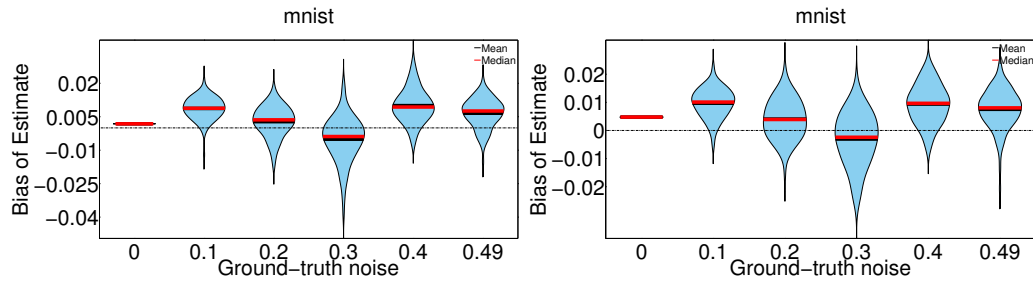 mnist
Mean
Median
0.02
0.005
−0.01
−0.025
−0.04
Bias of Estimate
0 0.1 0.2 0.3 0.4 0.49
Ground−truth noise
mnist
Mean
Median
0.02
0.01
0
−0.01
−0.02
Bias of Estimate
0 0.1 0.2 0.3 0.4 0.49
Ground−truth noise